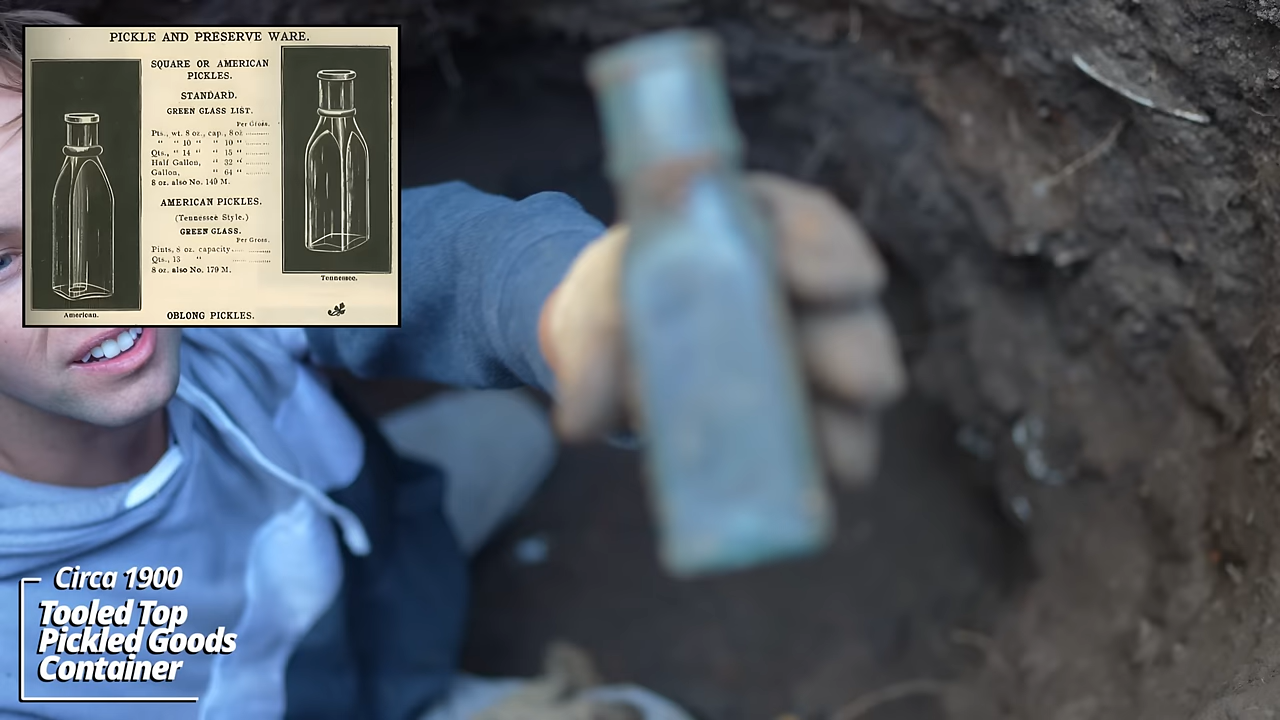 PICKLE AND PRESERVE WARE.
SQUARE OR AMERICAN
PICKLES.
STANDARD.
GREEN GLASS LIST.
Per Gross.
Pts., wt. 8 oz., cap., 8 oz ..........
" " 10 " " 10 " ..........
Qts., " 14 " " 15 " ..........
Half Gallon, " 32 " ..........
Gallon, " 64 " ..........
8 oz. also No. 149 M.
AMERICAN PICKLES.
(Tennessee Style.)
GREEN GLASS.
Per Gross.
Pints, 8 oz. capacity .... ..........
Qts., 13 " ..........
8 oz. also No. 179 M.
Tennessee.
American.
OBLONG PICKLES.
Circa 1900
Tooled Top
Pickled Goods
Container